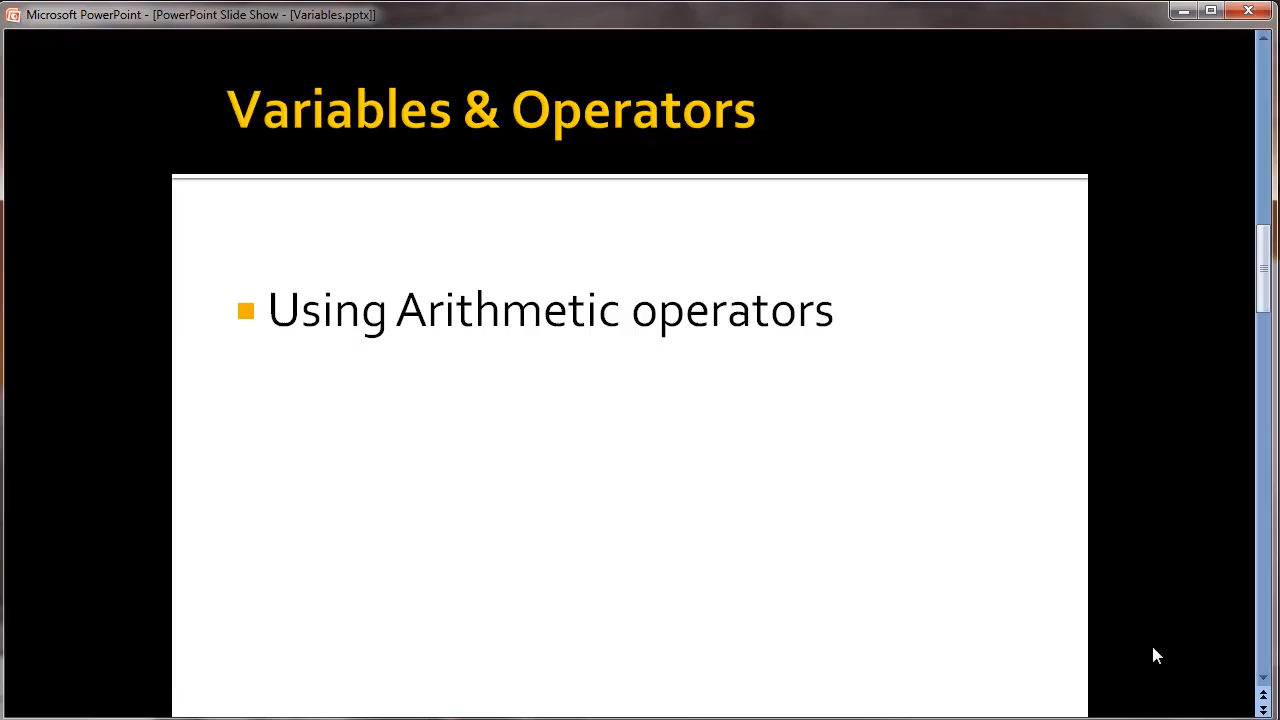 Microsoft PowerPoint - [PowerPoint Slide Show - [Variables.pptx]]
Variables & Operators
Using Arithmetic operators